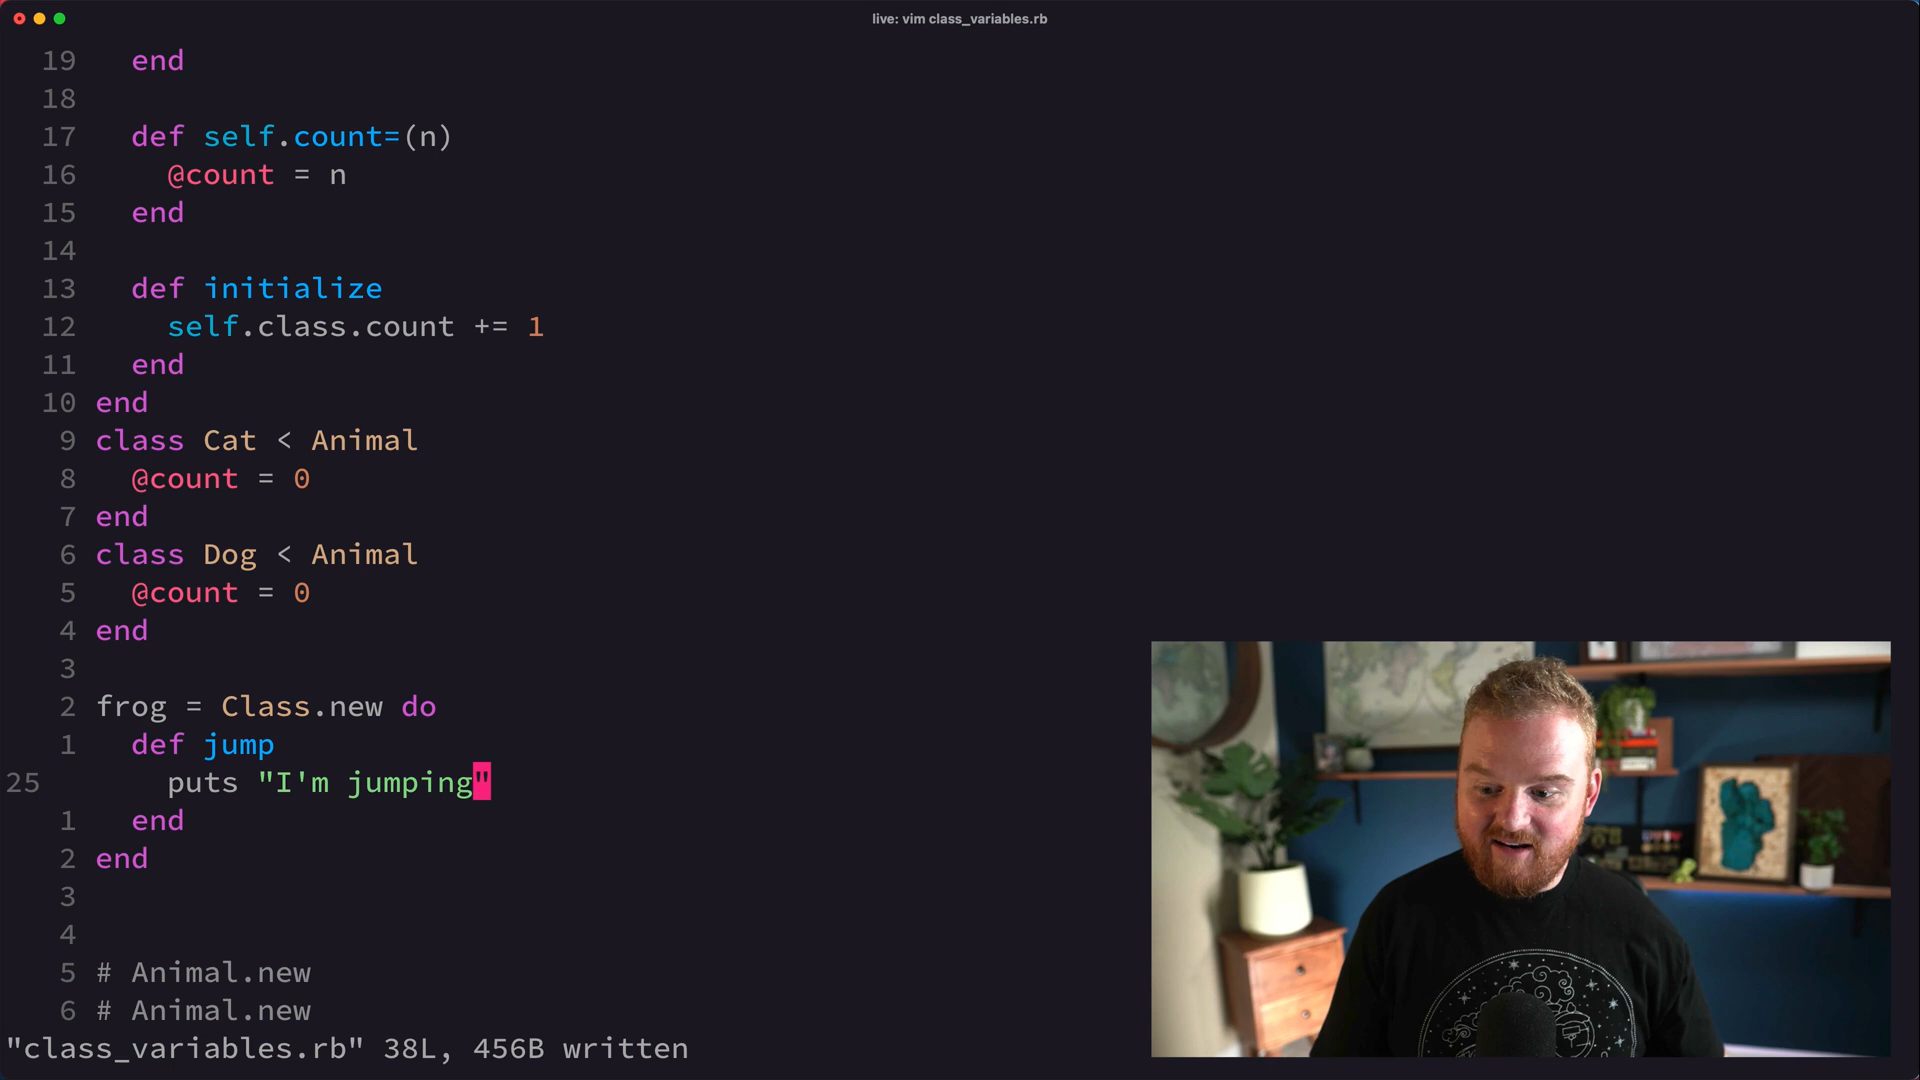 live: vim class_variables.rb
19 end
18
17 def self.count=(n)
16 @count = n
15 end
14
13 def initialize
12 self.class.count += 1
11 end
10 end
9 class Cat < Animal
8 @count = 0
7 end
6 class Dog < Animal
5 @count = 0
4 end
3
2 frog = Class.new do
1 def jump
25 puts "I'm jumping"
1 end
2 end
3
4
5 # Animal.new
6 # Animal.new
"class_variables.rb" 38L, 456B written